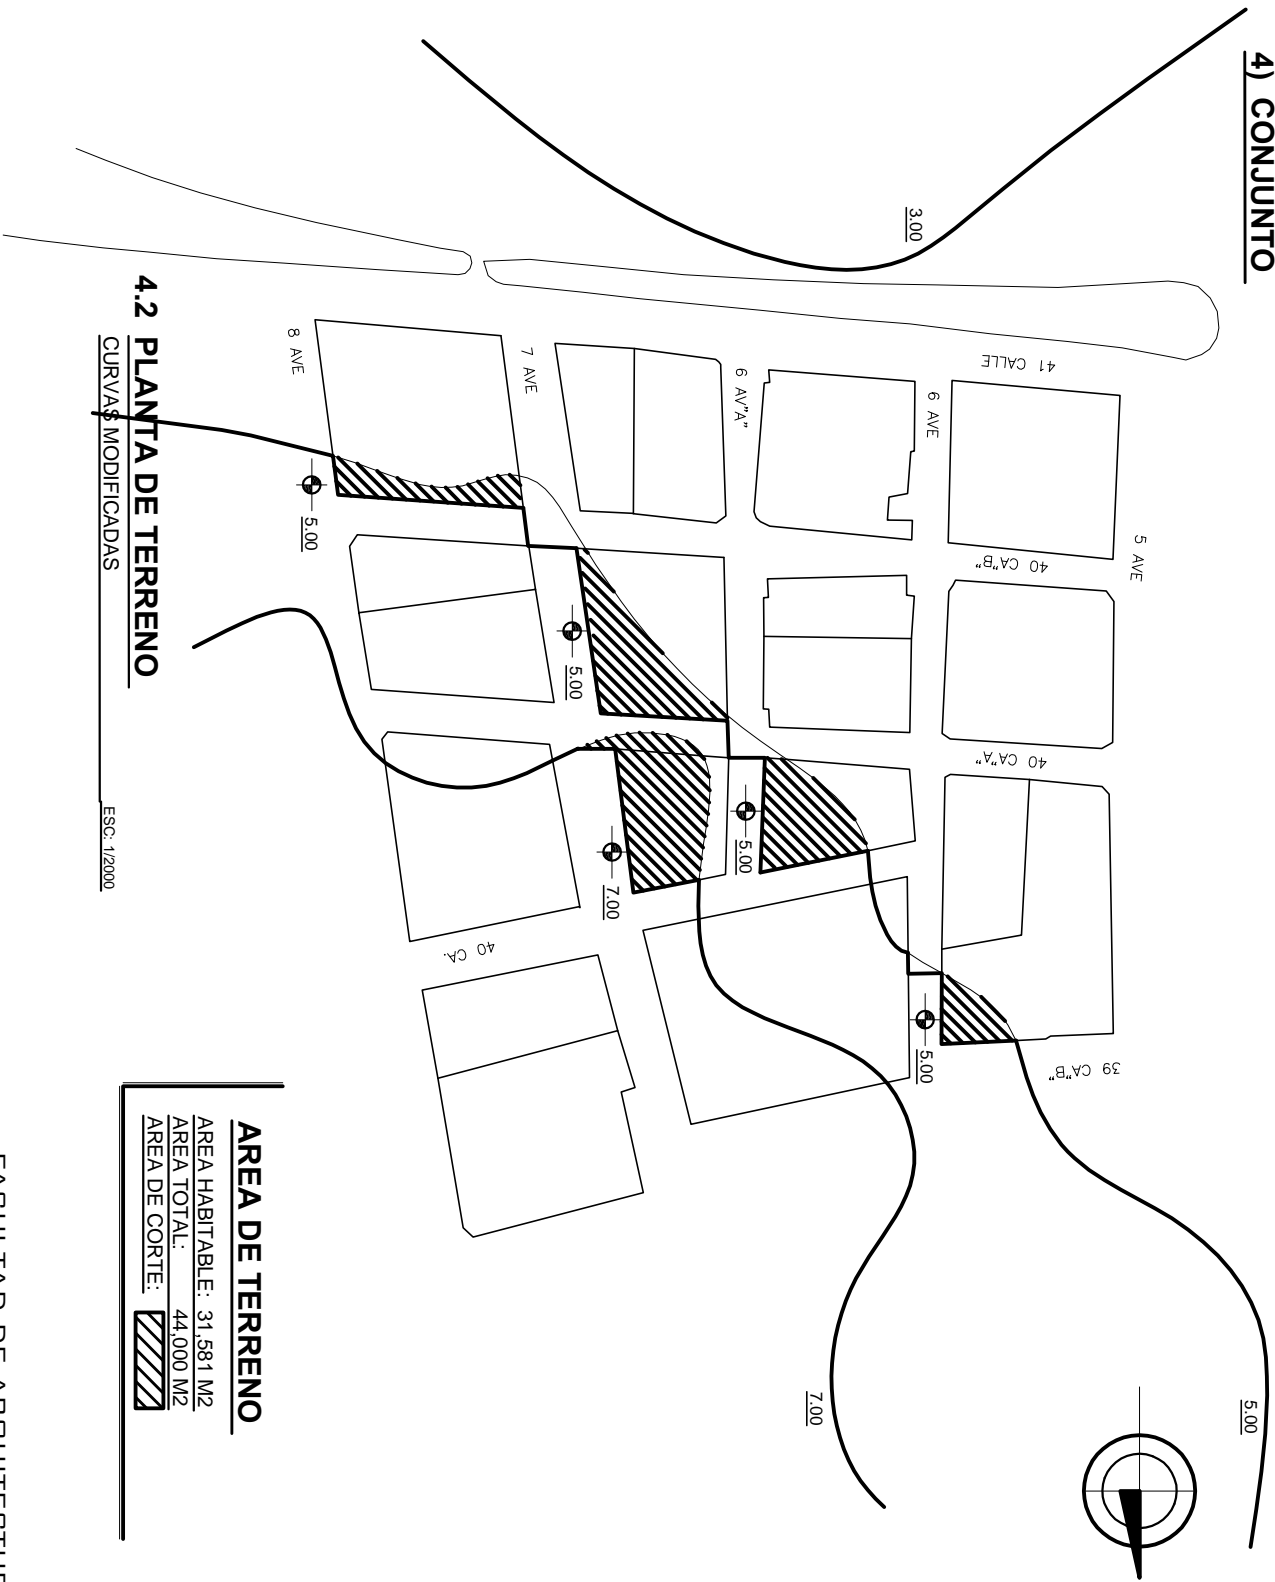 4) CONJUNTO
3.00
41 CALLE
8 AVE
7 AVE
6 AV"A"
6 AVE
5 AVE
40 CA"B"
40 CA"A"
40 CA.
39 CA"B"
5.00
5.00
5.00
5.00
7.00
7.00
5.00
4.2 PLANTA DE TERRENO
CURVAS MODIFICADAS
ESC: 1/2000
AREA DE TERRENO
AREA HABITABLE: 31,581 M2
AREA TOTAL: 44,000 M2
AREA DE CORTE: